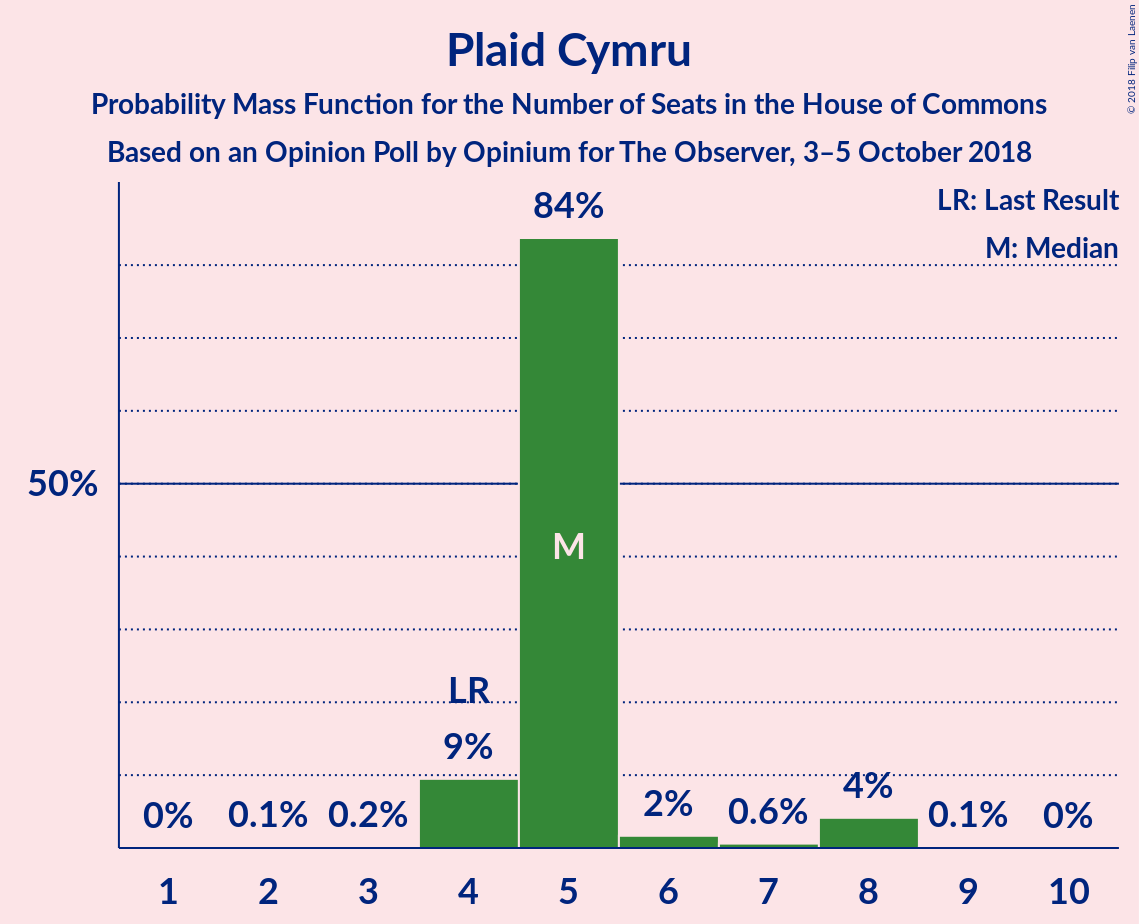 Plaid Cymru
Probability Mass Function for the Number of Seats in the House of Commons
Based on an Opinion Poll by Opinium for The Observer, 3–5 October 2018
© 2018 Filip van Laenen
LR: Last Result
M: Median
84%
50%
M
LR
9%
0% 0.1% 0.2% 2% 0.6% 4% 0.1% 0%
1 2 3 4 5 6 7 8 9 10